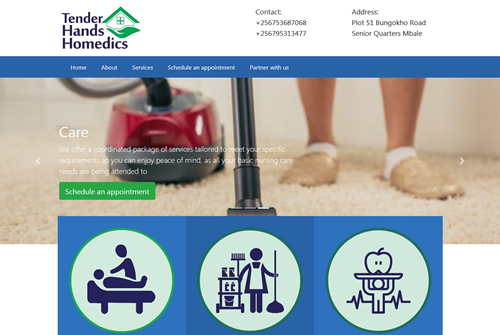 Tender
Hands
Homedics
Contact:
+256753687068
+256795313477
Address:
Plot 51 Bungokho Road
Senior Quarters Mbale
Home
About
Services
Schedule an appointment
Partner with us
Care
We offer a coordinated package of services tailored to meet your specific
requirements so you can enjoy peace of mind, as all your basic nursing care
needs are being attended to
Schedule an appointment